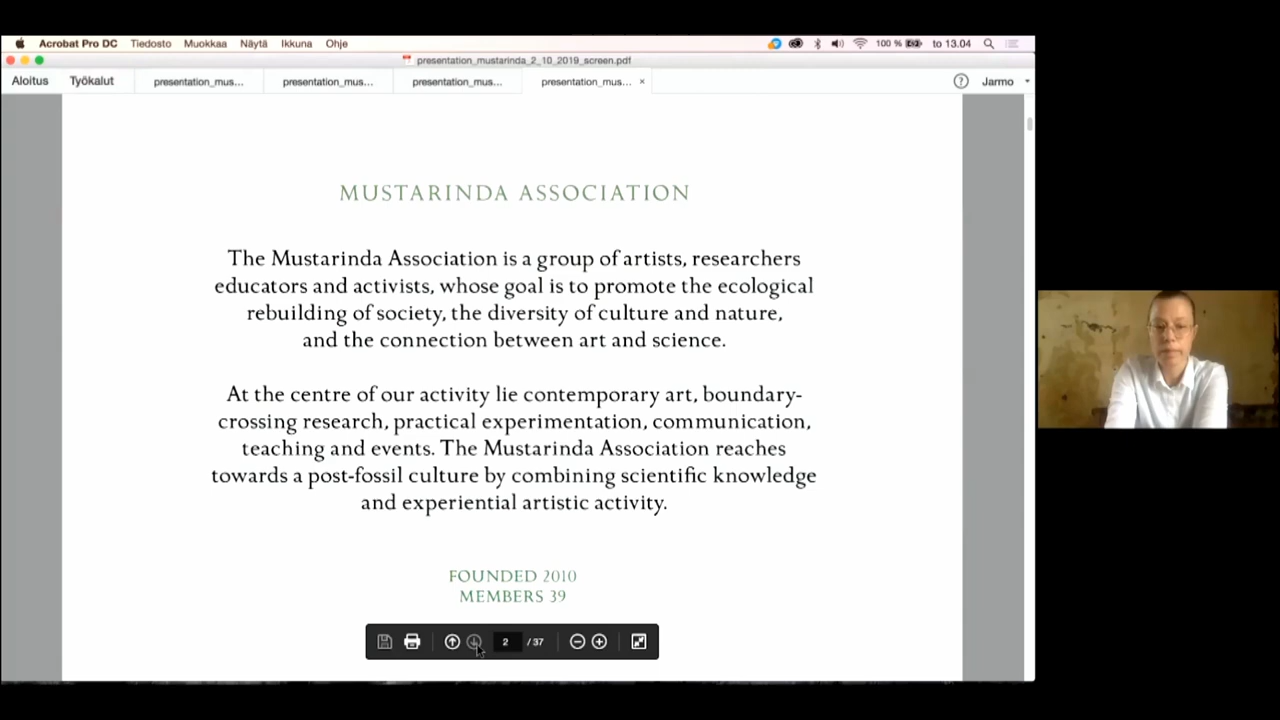 Acrobat Pro DC Tiedosto Muokkaa Näytä Ikkuna Ohje 100 % to 13.04
presentation_mustarinda_2_10_2019_screen.pdf
Aloitus Työkalut presentation_mus... presentation_mus... presentation_mus... presentation_mus... × Jarmo
MUSTARINDA ASSOCIATION
The Mustarinda Association is a group of artists, researchers
educators and activists, whose goal is to promote the ecological
rebuilding of society, the diversity of culture and nature,
and the connection between art and science.
At the centre of our activity lie contemporary art, boundary-
crossing research, practical experimentation, communication,
teaching and events. The Mustarinda Association reaches
towards a post-fossil culture by combining scientific knowledge
and experiential artistic activity.
FOUNDED 2010
MEMBERS 39
2 / 37